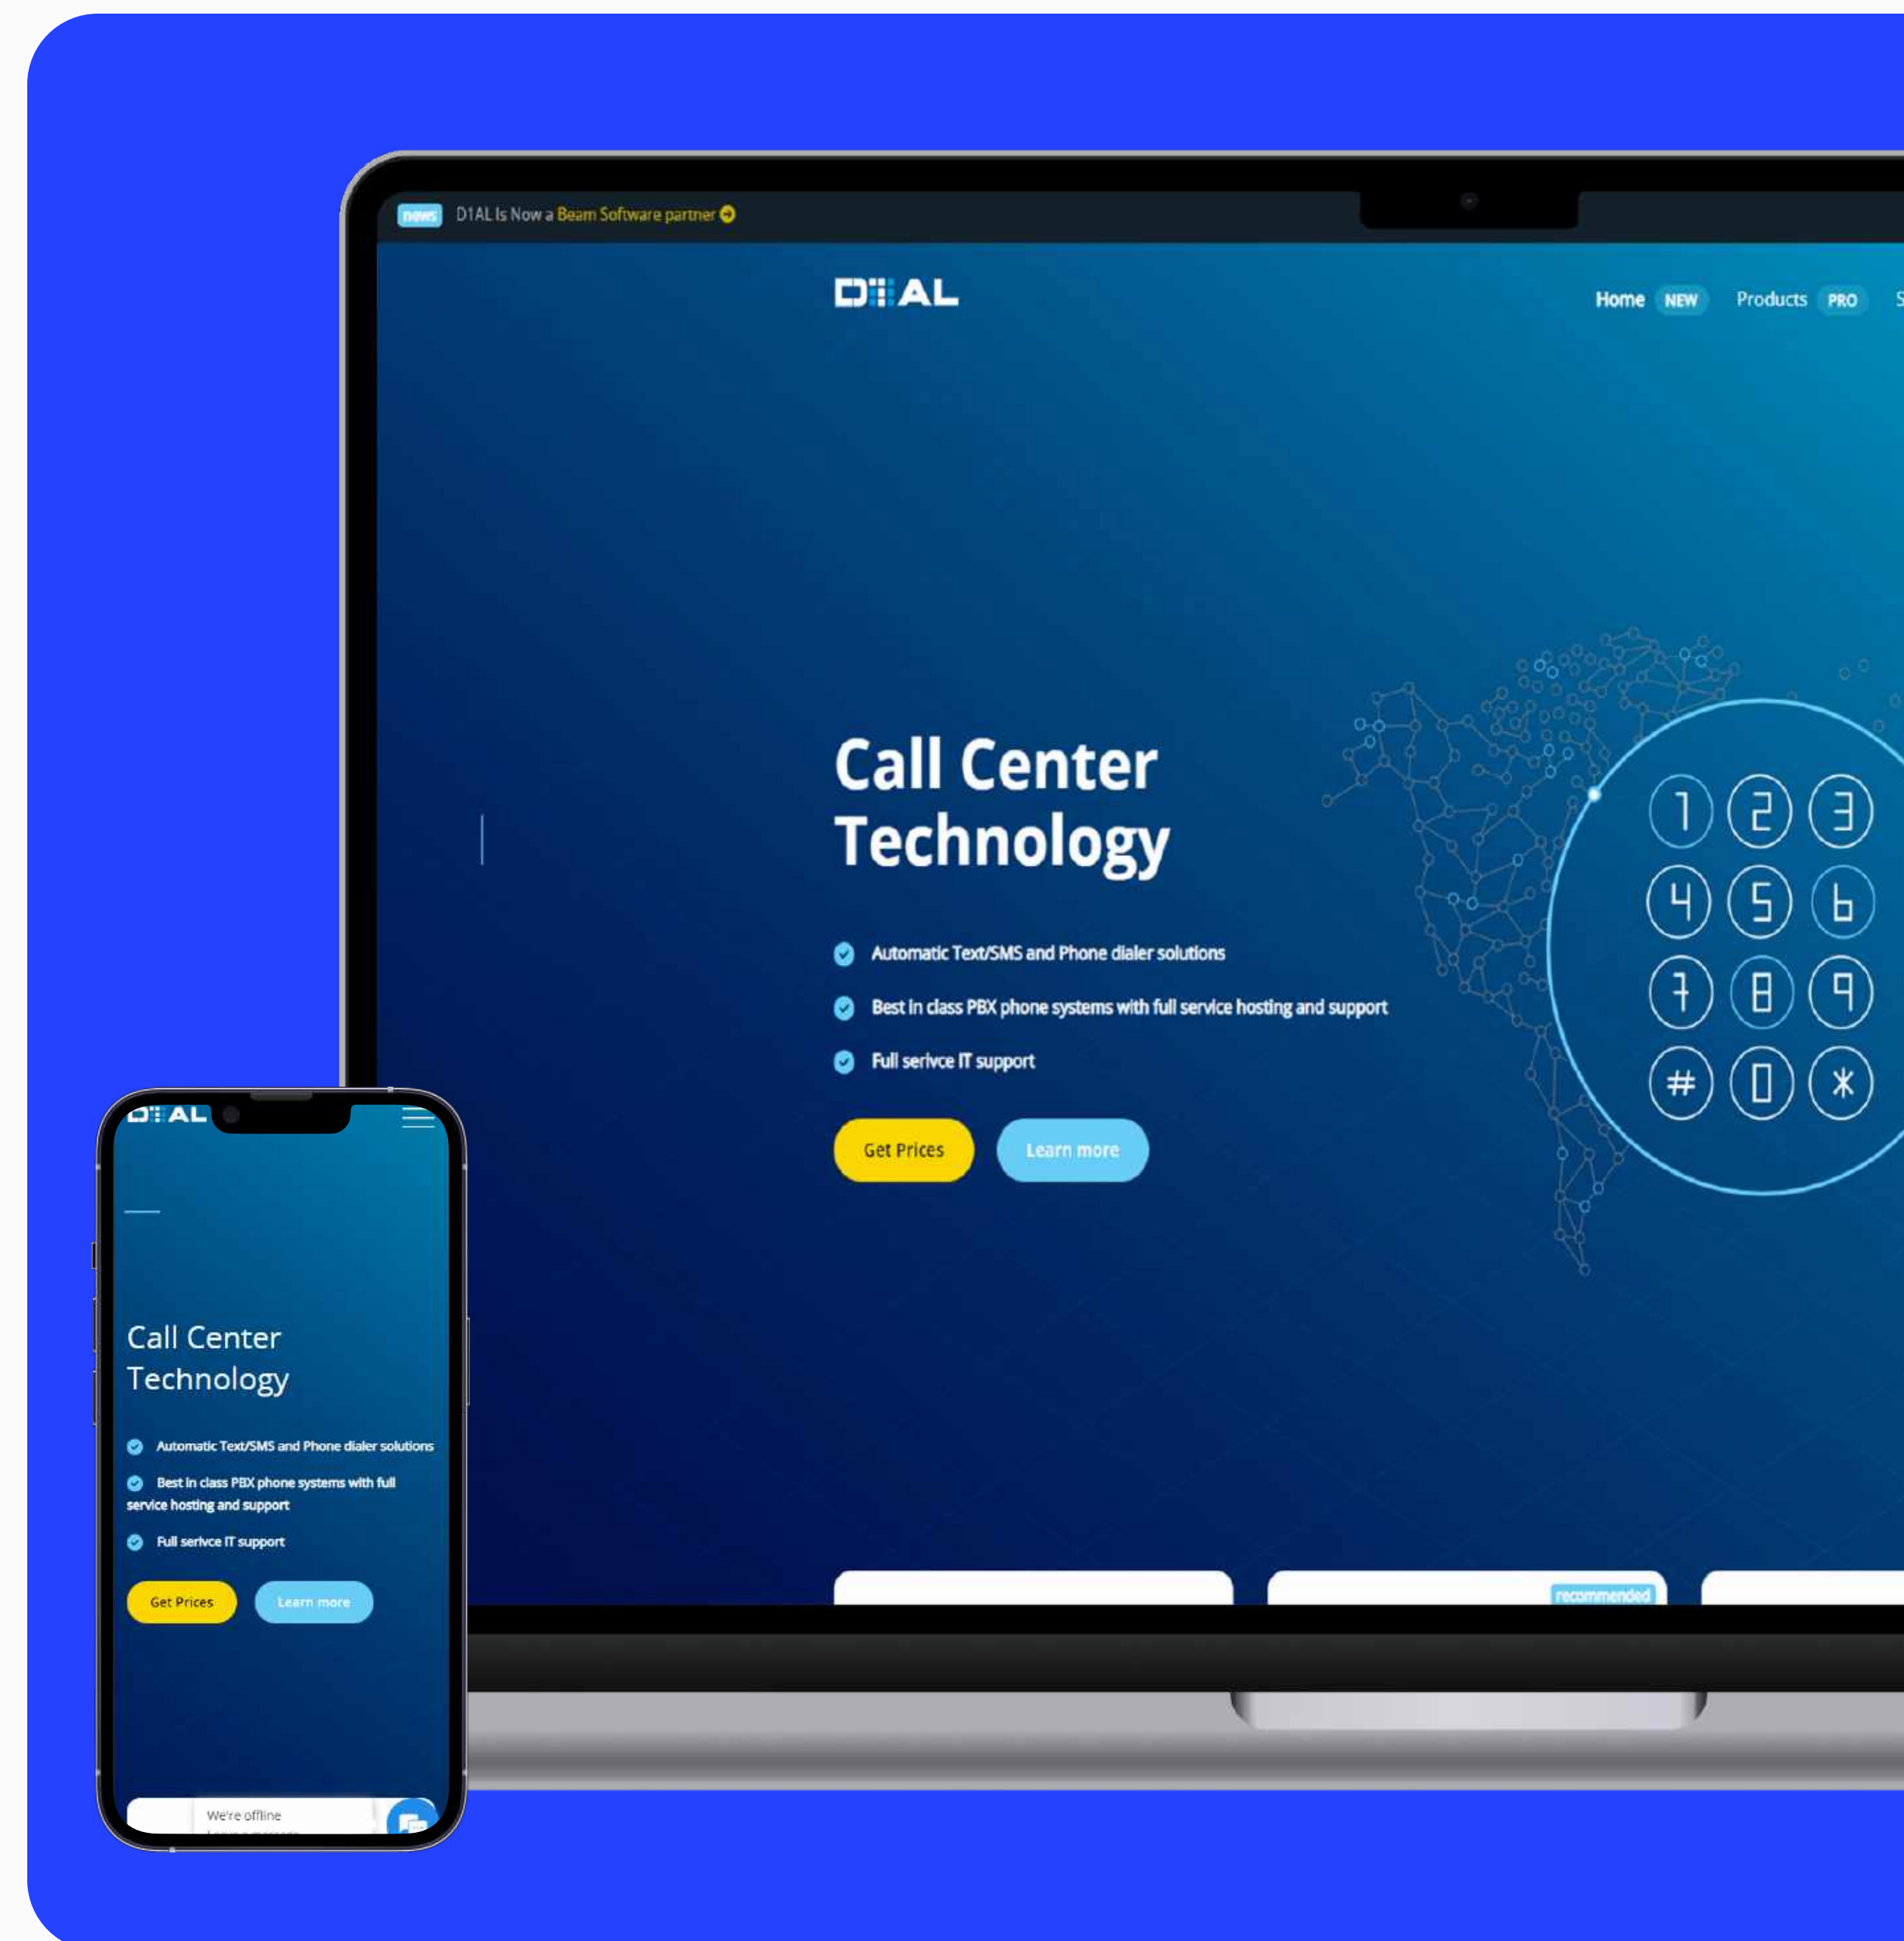 news D1AL Is Now a Beam Software partner
D1AL
Home NEW Products PRO S
Call Center
Technology
1 2 3
4 5 6
7 8 9
# 0 *
Automatic Text/SMS and Phone dialer solutions
Best in class PBX phone systems with full service hosting and support
Full serivce IT support
Get Prices Learn more
recommended
D1AL
Call Center
Technology
Automatic Text/SMS and Phone dialer solutions
Best in class PBX phone systems with full
service hosting and support
Full serivce IT support
Get Prices Learn more
We're offline